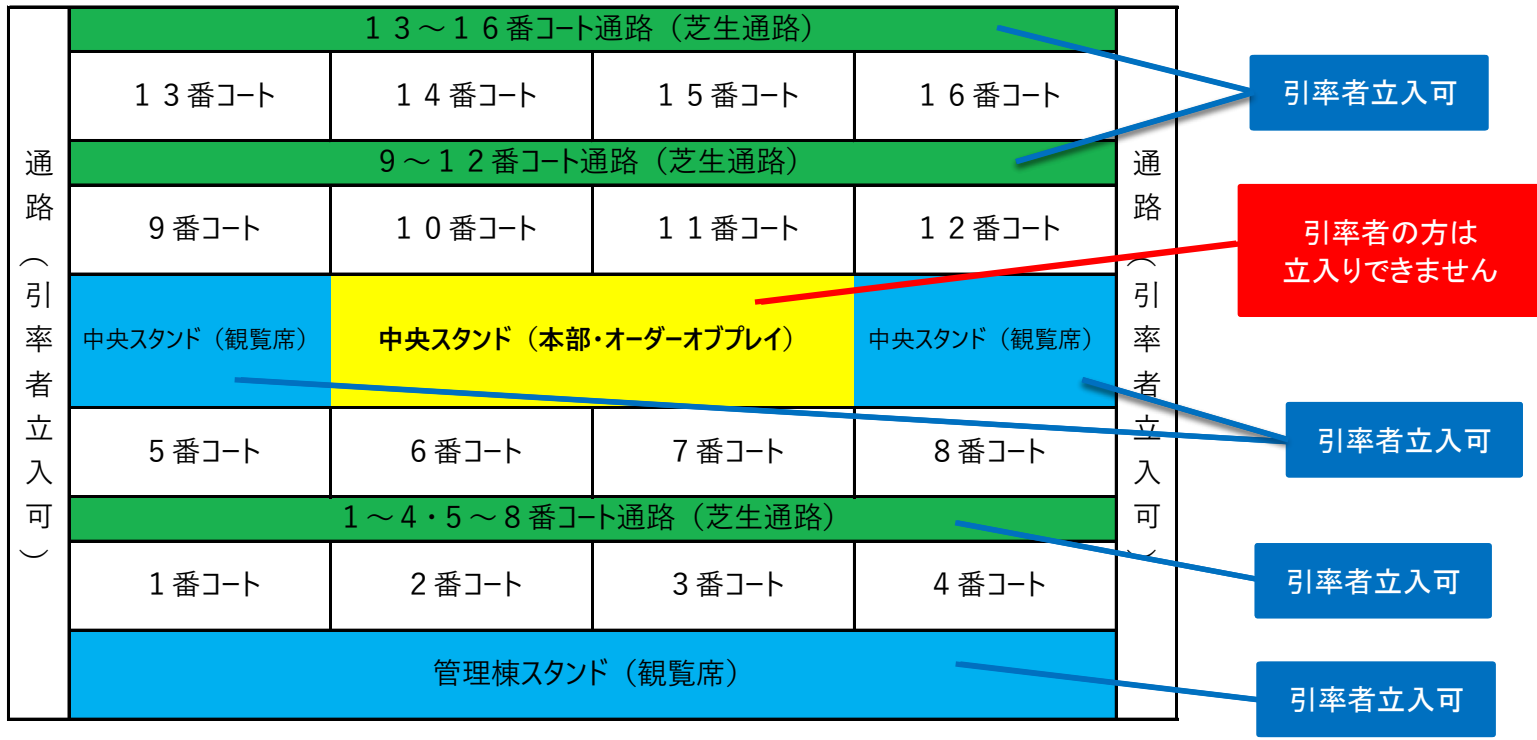 １３～１６番コート通路（芝生通路）
１３番コート
１４番コート
１５番コート
１６番コート
引率者立入可
９～１２番コート通路（芝生通路）
通路（引率者立入可）
通路（引率者立入可）
９番コート
１０番コート
１１番コート
１２番コート
引率者の方は
立入りできません
中央スタンド（観覧席）
中央スタンド（本部・オーダーオブプレイ）
中央スタンド（観覧席）
５番コート
６番コート
７番コート
８番コート
引率者立入可
１～４・５～８番コート通路（芝生通路）
１番コート
２番コート
３番コート
４番コート
引率者立入可
管理棟スタンド（観覧席）
引率者立入可